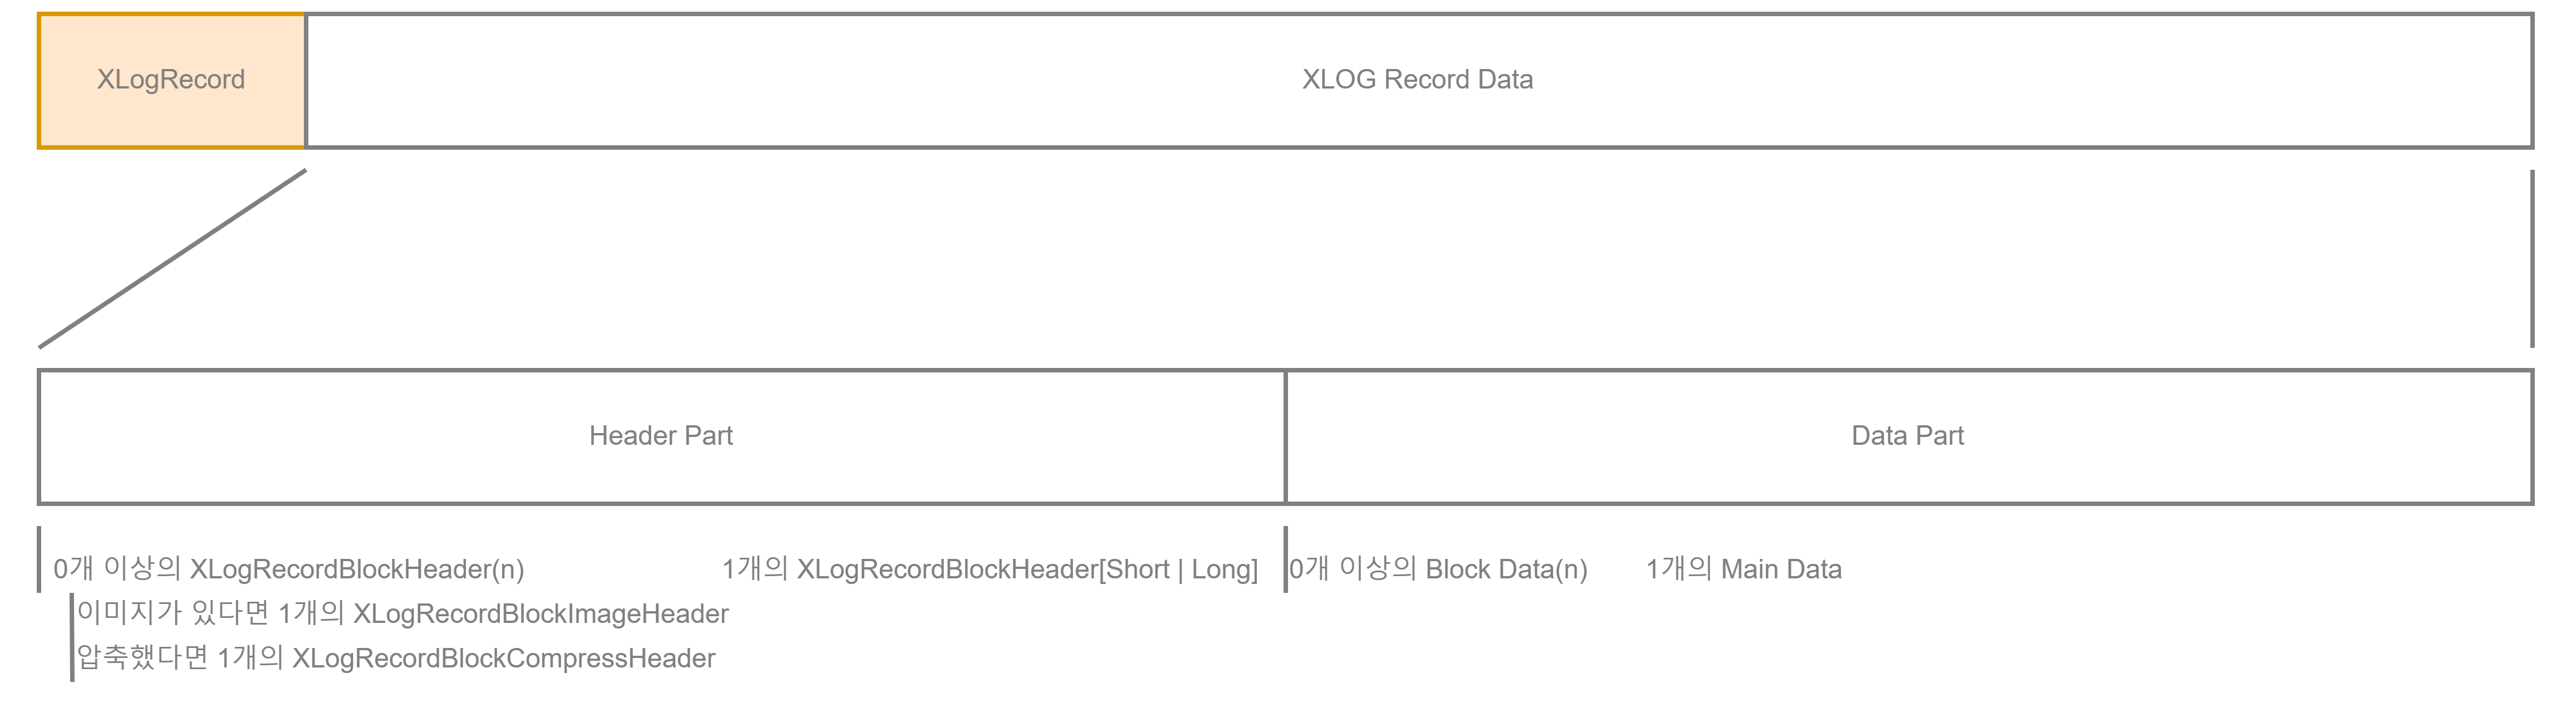 XLogRecord
XLOG Record Data
Header Part
Data Part
0개 이상의 XLogRecordBlockHeader(n)
1개의 XLogRecordBlockHeader[Short | Long]
0개 이상의 Block Data(n)
1개의 Main Data
이미지가 있다면 1개의 XLogRecordBlockImageHeader
압축했다면 1개의 XLogRecordBlockCompressHeader